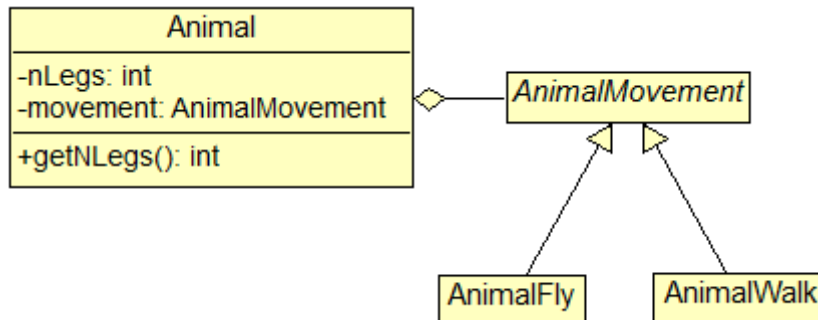 Animal
-nLegs: int
-movement: AnimalMovement
+getNLegs(): int
AnimalMovement
AnimalFly
AnimalWalk